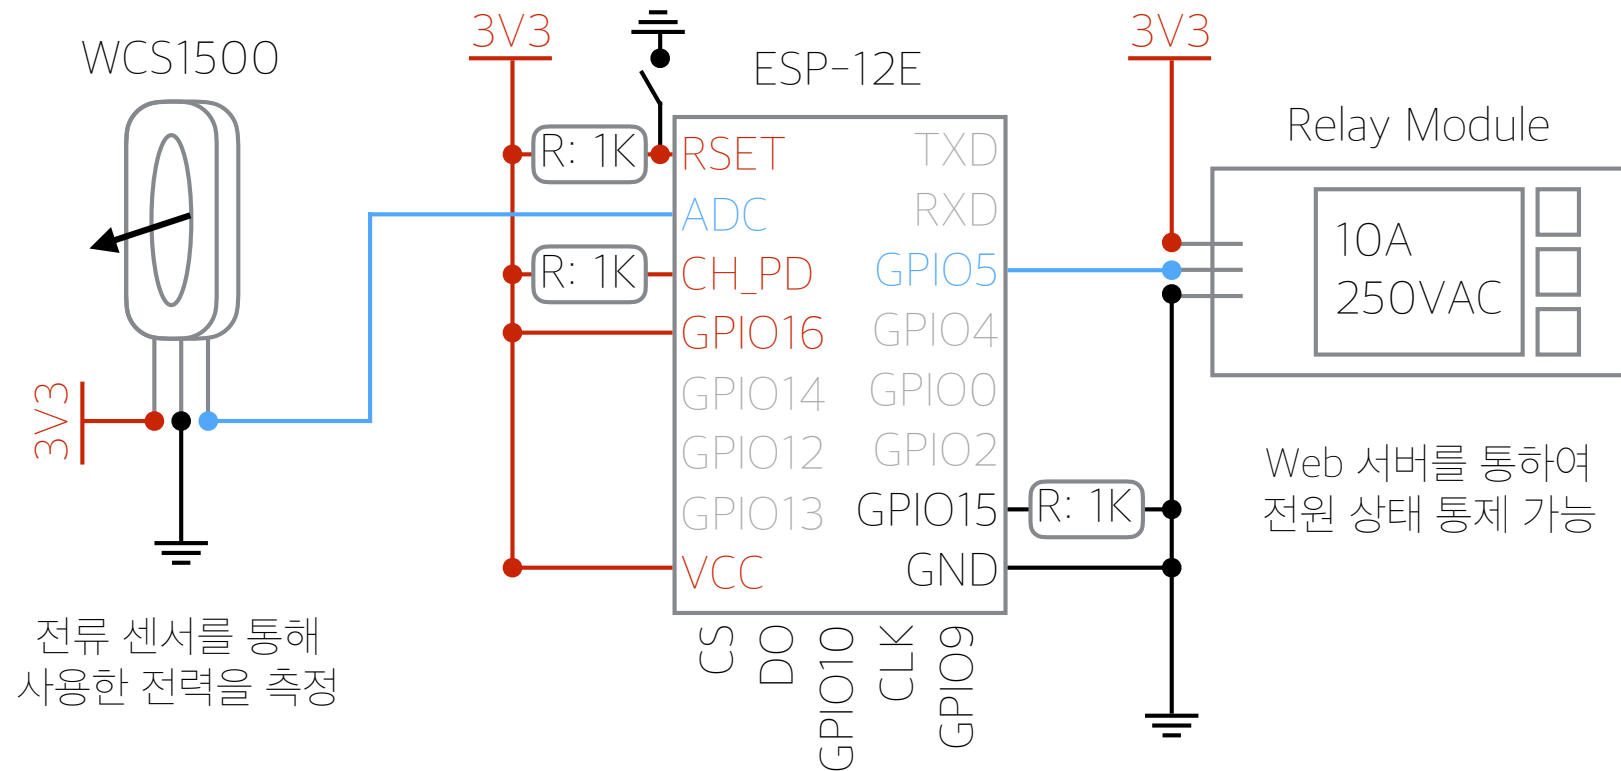 WCS1500
3V3
전류 센서를 통해
사용한 전력을 측정
3V3
ESP-12E
R: 1K
R: 1K
RSET
ADC
CH_PD
GPIO16
GPIO14
GPIO12
GPIO13
VCC
TXD
RXD
GPIO5
GPIO4
GPIO0
GPIO2
GPIO15
GND
CS
DO
GPIO10
CLK
GPIO9
R: 1K
3V3
Relay Module
10A
250VAC
Web 서버를 통하여
전원 상태 통제 가능